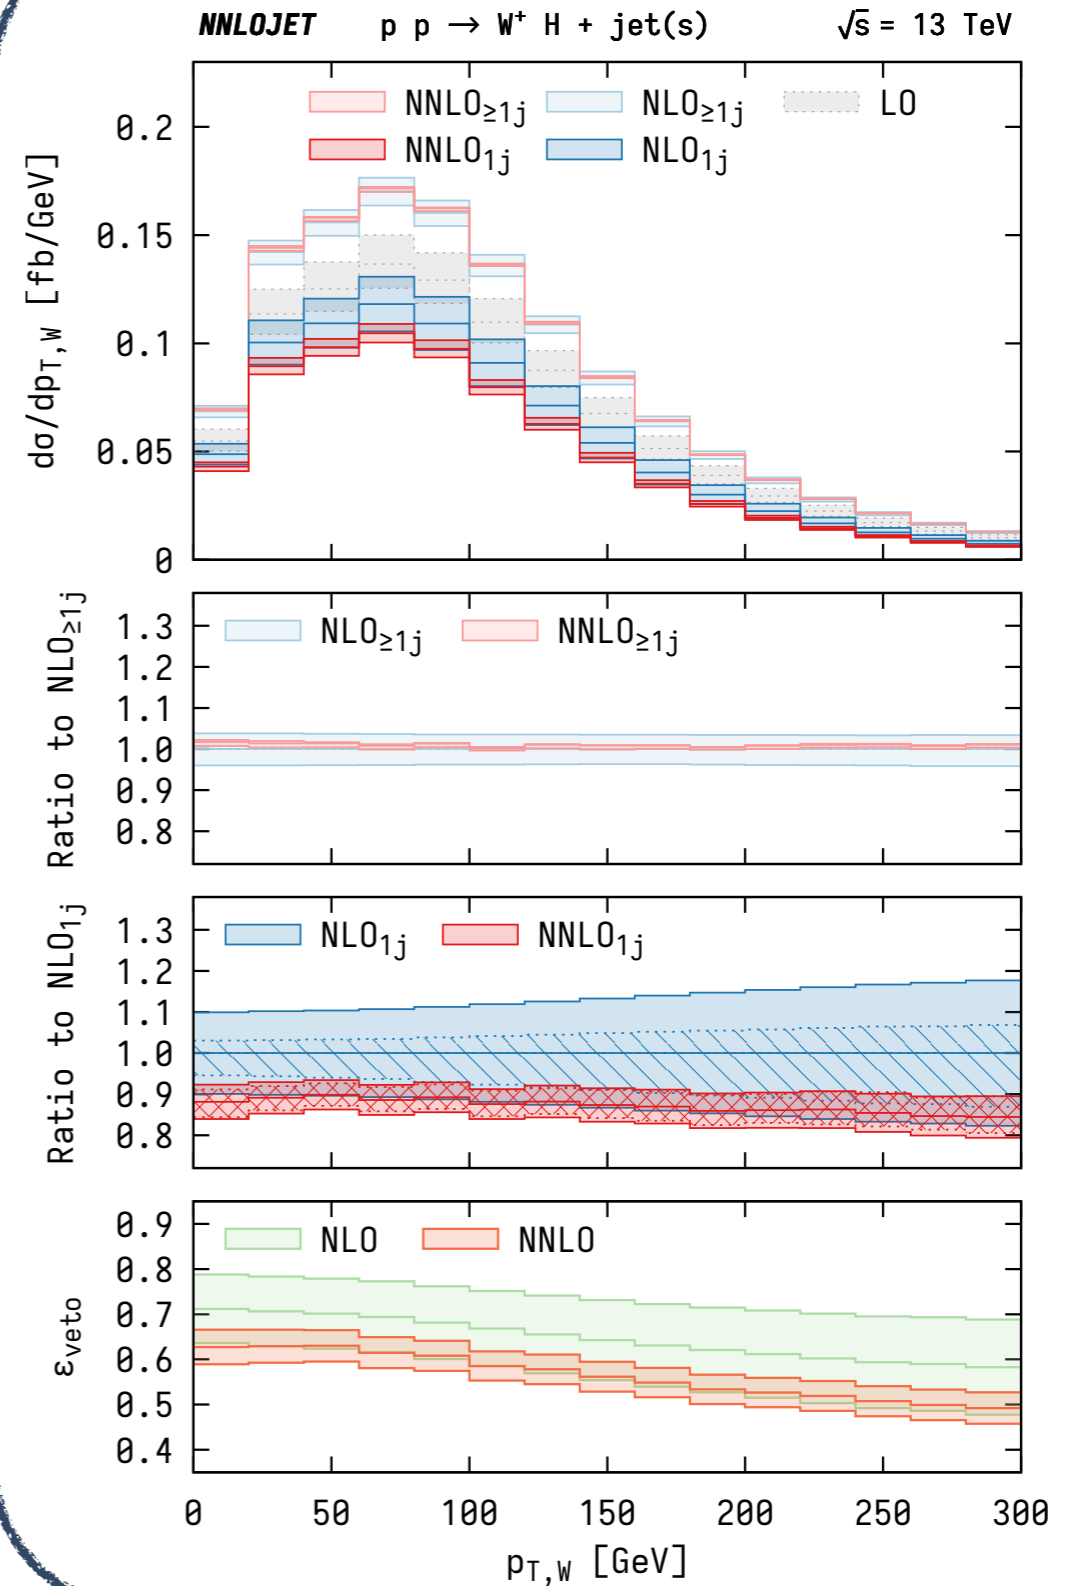 NNLOJET p p → W⁺ H + jet(s) √s = 13 TeV
NNLO≥1j NLO≥1j LO
NNLO1j NLO1j
dσ/dpT,W [fb/GeV]
0.2
0.15
0.1
0.05
0
Ratio to NLO≥1j
NLO≥1j NNLO≥1j
1.3
1.2
1.1
1.0
0.9
0.8
Ratio to NLO1j
NLO1j NNLO1j
1.3
1.2
1.1
1.0
0.9
0.8
εveto
NLO NNLO
0.9
0.8
0.7
0.6
0.5
0.4
0 50 100 150 200 250 300
pT,W [GeV]